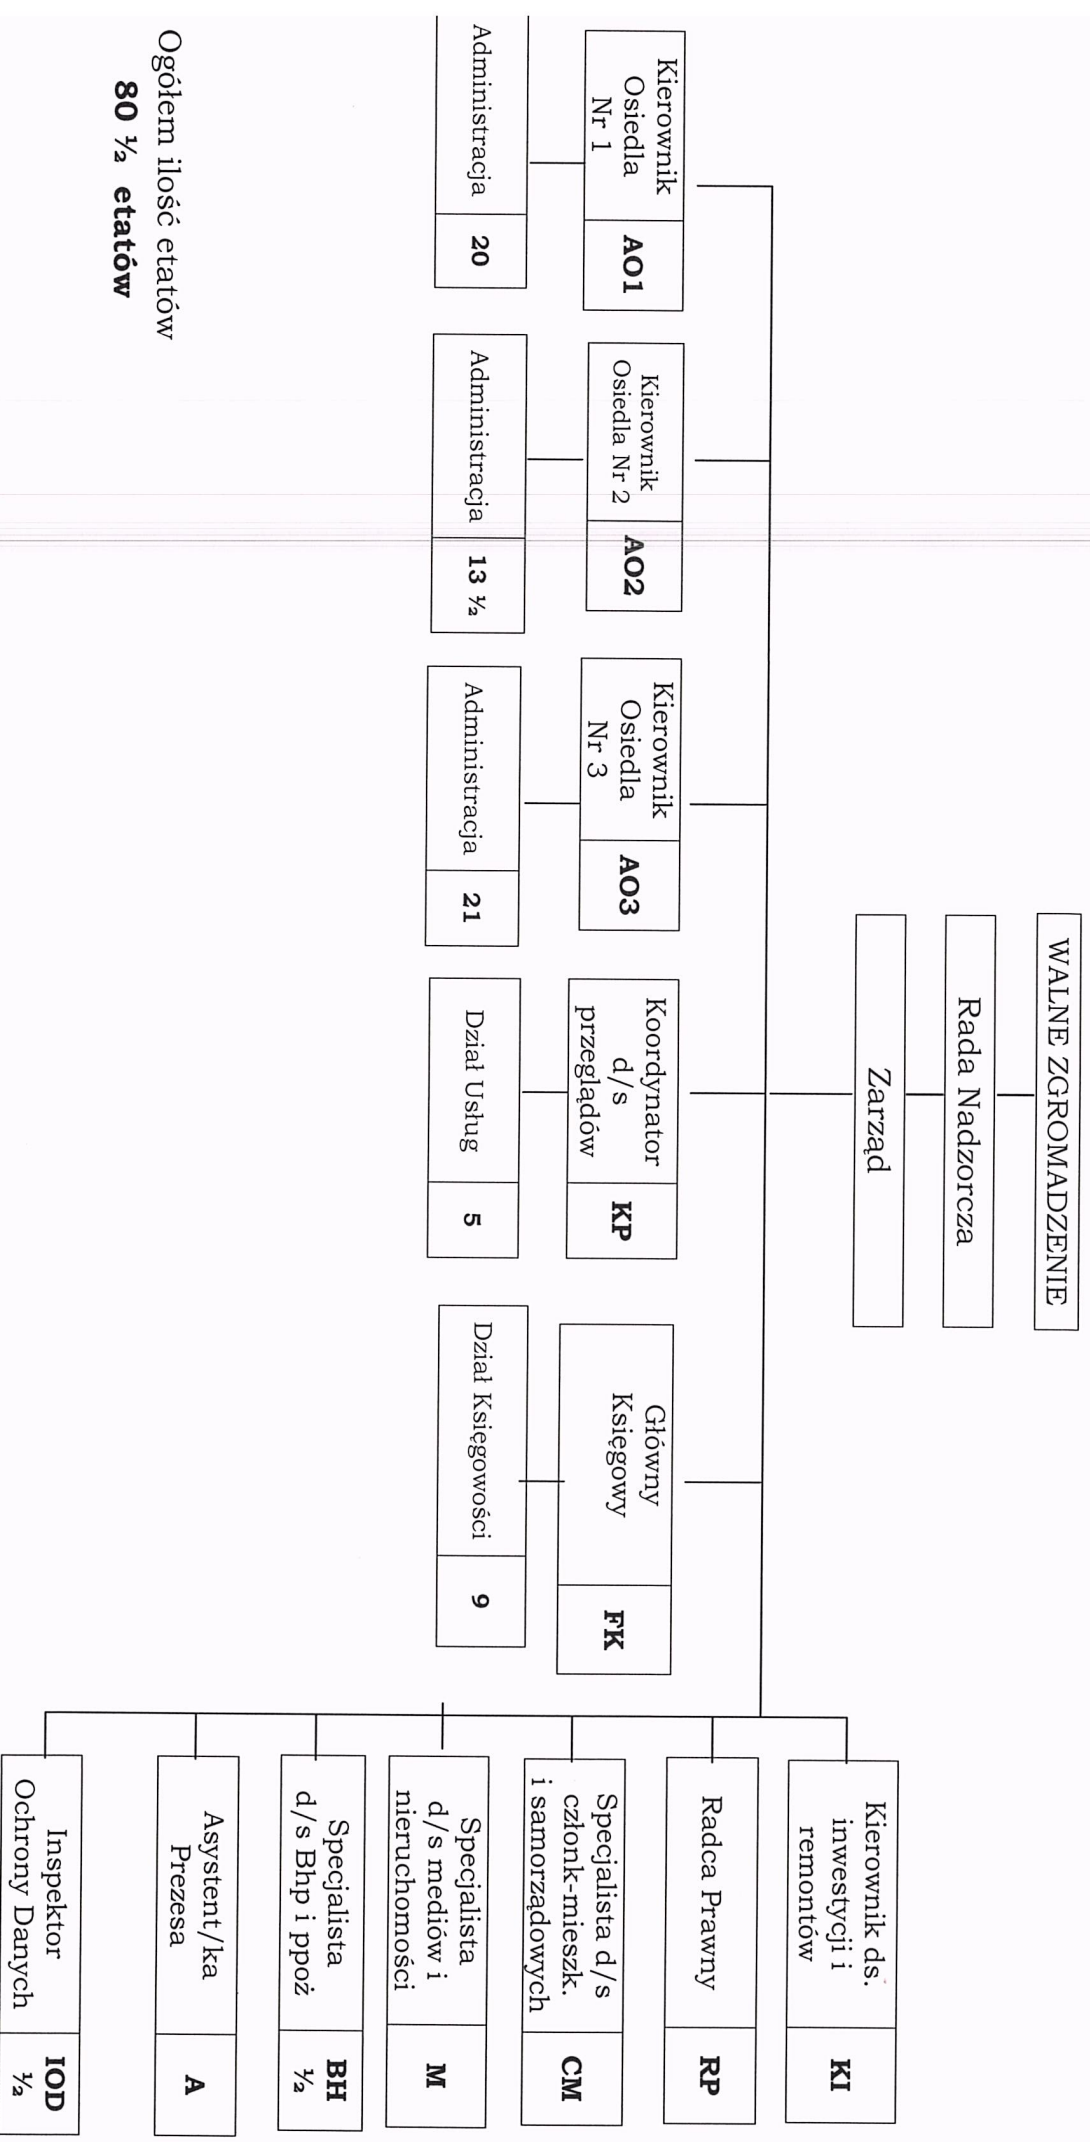 WALNE ZGROMADZENIE
Rada Nadzorcza
Zarząd
Kierownik
Osiedla
Nr 1
AO1
Administracja
20
Kierownik
Osiedla Nr 2
AO2
Administracja
13 ½
Kierownik
Osiedla
Nr 3
AO3
Administracja
21
Koordynator
d/s
przeglądów
KP
Dział Usług
5
Główny
Księgowy
FK
Dział Księgowości
9
Kierownik ds.
inwestycji i
remontów
KI
Radca Prawny
RP
Specjalista d/s
członk-mieszk.
i samorządowych
CM
Specjalista
d/s mediów i
nieruchomości
M
Specjalista
d/s Bhp i ppoż
BH
½
Asystent/ka
Prezesa
A
Inspektor
Ochrony Danych
IOD
½
Ogółem ilość etatów
80 ½ etatów